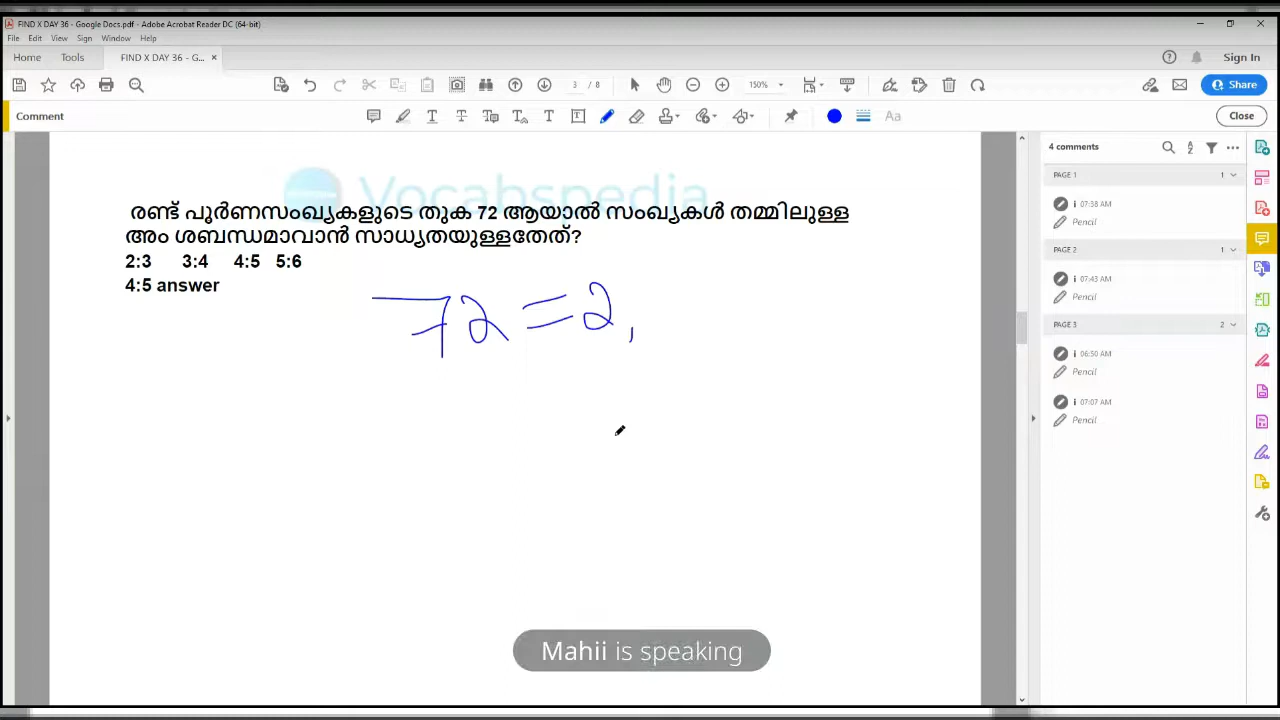 FIND X DAY 36 - Google Docs.pdf - Adobe Acrobat Reader DC (64-bit)
File Edit View Sign Window Help
Home Tools FIND X DAY 36 - G... × Sign In
3 / 8 150% Share
Comment Aa Close
4 comments
PAGE 1 1
i 07:38 AM
Pencil
PAGE 2 1
i 07:43 AM
Pencil
PAGE 3 2
i 06:50 AM
Pencil
i 07:07 AM
Pencil
Vocabspedia
രണ്ട് പൂർണസംഖ്യകളുടെ തുക 72 ആയാൽ സംഖ്യകൾ തമ്മിലുള്ള
അം ശബന്ധമാവാൻ സാധ്യതയുള്ളതേത്?
2:3 3:4 4:5 5:6
4:5 answer
72 = 2,
Mahii is speaking